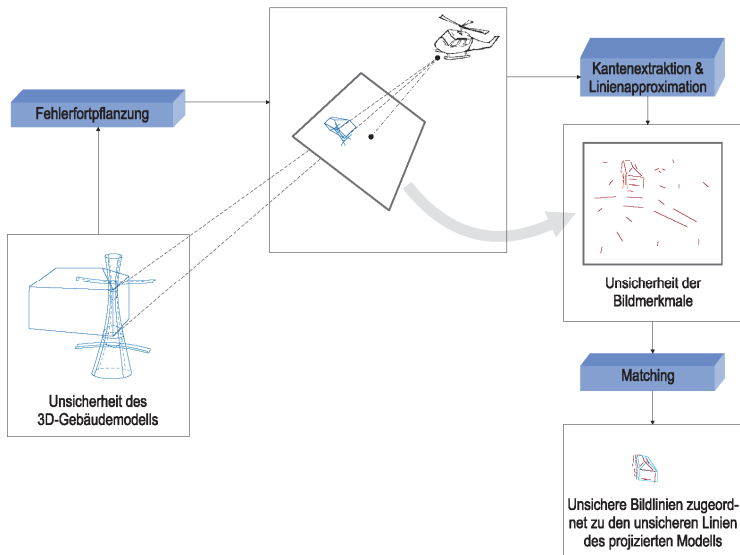 Fehlerfortpflanzung
Kantenextraktion &
Linienapproximation
Unsicherheit der
Bildmerkmale
Unsicherheit des
3D-Gebäudemodells
Matching
Unsichere Bildlinien zugeord-
net zu den unsicheren Linien
des projizierten Modells